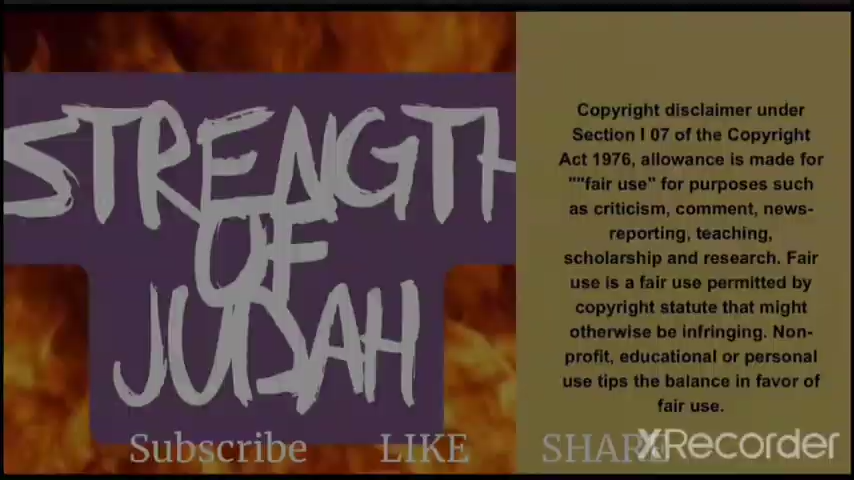 STRENGTH
OF
JUDAH
Copyright disclaimer under
Section l 07 of the Copyright
Act 1976, allowance is made for
""fair use" for purposes such
as criticism, comment, news-
reporting, teaching,
scholarship and research. Fair
use is a fair use permitted by
copyright statute that might
otherwise be infringing. Non-
profit, educational or personal
use tips the balance in favor of
fair use.
Subscribe LIKE SHARE
XRecorder